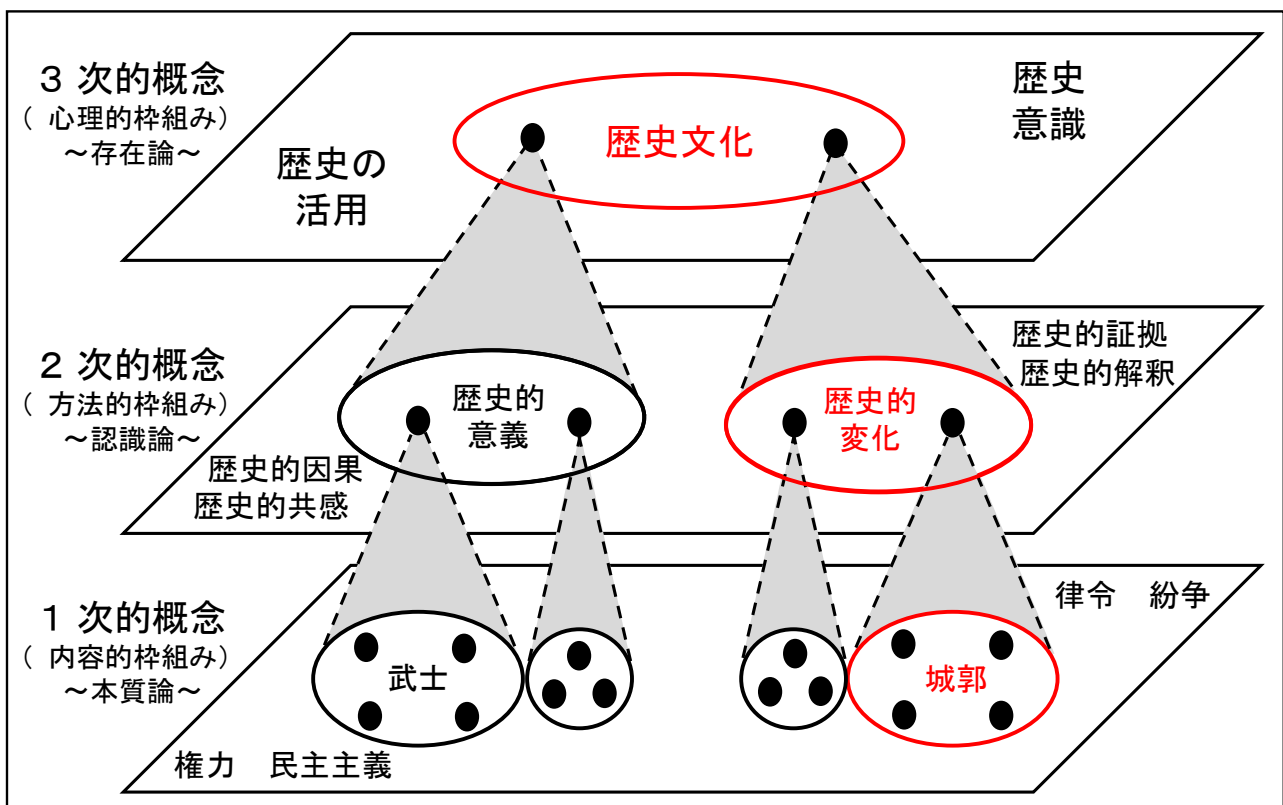 3 次的概念
( 心理的枠組み)
～存在論～
歴史の
活用
歴史文化
歴史
意識
2 次的概念
( 方法的枠組み)
～認識論～
歴史的因果
歴史的共感
歴史的
意義
歴史的
変化
歴史的証拠
歴史的解釈
1 次的概念
( 内容的枠組み)
～本質論～
権力 民主主義
武士
城郭
律令 紛争